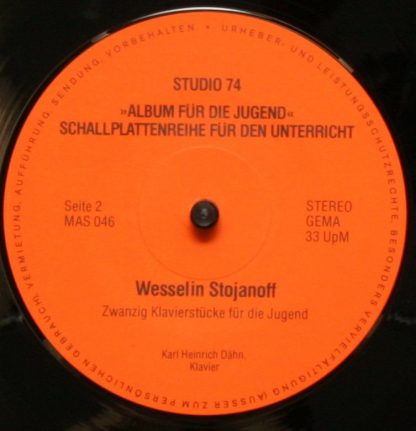 STUDIO 74
»ALBUM FÜR DIE JUGEND«
SCHALLPLATTENREIHE FÜR DEN UNTERRICHT
Seite 2
MAS 046
STEREO
GEMA
33 UpM
Wesselin Stojanoff
Zwanzig Klavierstücke für die Jugend
Karl Heinrich Dähn,
Klavier
URHEBER- UND LEISTUNGSSCHUTZRECHTE, BESONDERS VERVIELFÄLTIGUNG (AUSSER ZUM PERSÖNLICHEN GEBRAUCH), VERMIETUNG, AUFFÜHRUNG, SENDUNG, VORBEHALTEN •